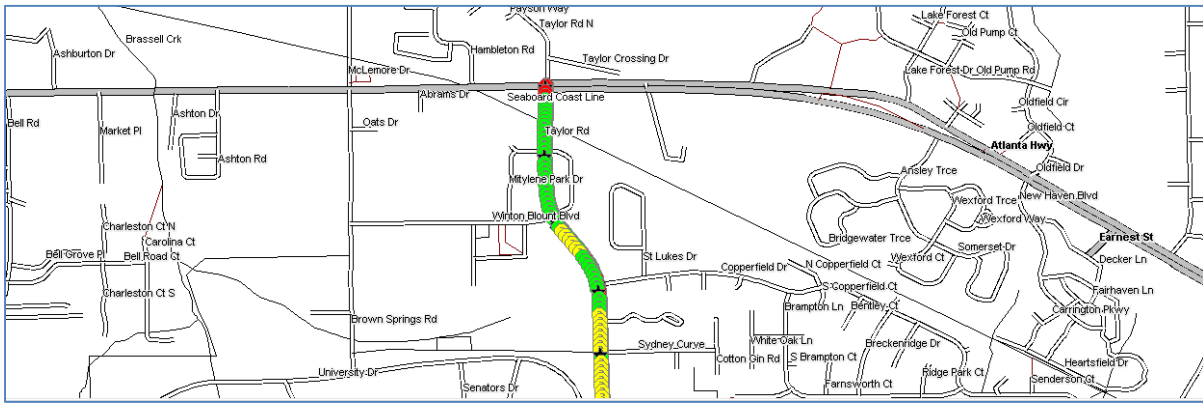 Payson Way
Lake Forest Ct
Taylor Rd N
Old Pump Ct
Brassell Crk
Hambleton Rd
Ashburton Dr
Taylor Crossing Dr
McLemore Dr
Lake Forest Dr Old Pump Rd
Abrams Dr
Seaboard Coast Line
Oldfield Cir
Ashton Dr
Bell Rd
Market Pl
Oats Dr
Oldfield Ct
Taylor Rd
Atlanta Hwy
Ashton Rd
Ansley Trce
Oldfield Dr
Mitylene Park Dr
New Haven Blvd
Wexford Trce
Winton Blount Blvd
Wexford Way
Charleston Ct N
Bridgewater Trce
Earnest St
Carolina Ct
Somerset Dr
Bell Grove Pl
Bell Road Ct
St Lukes Dr
Wexford Ct
Decker Ln
N Copperfield Ct
Copperfield Dr
S Copperfield Ct
Charleston Ct S
Fairhaven Ln
Brampton Ln
Bentley Ct
Carrington Pkwy
Brown Springs Rd
White Oak Ln
Breckenridge Dr
Sydney Curve
Cotton Gin Rd
S Brampton Ct
Heartsfield Dr
University Dr
Ridge Park Ct
Senderson Ct
Senators Dr
Farnsworth Ct